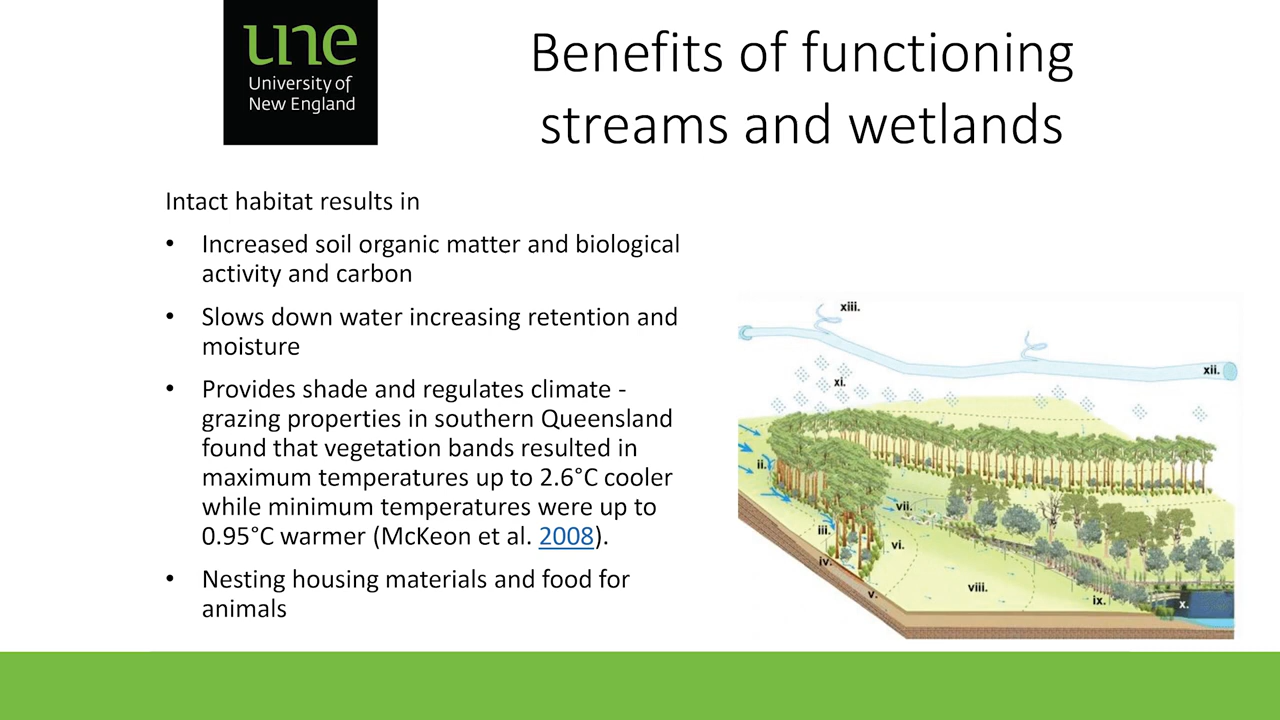 une
University of
New England
Benefits of functioning
streams and wetlands
Intact habitat results in
• Increased soil organic matter and biological
activity and carbon
• Slows down water increasing retention and
moisture
• Provides shade and regulates climate -
grazing properties in southern Queensland
found that vegetation bands resulted in
maximum temperatures up to 2.6°C cooler
while minimum temperatures were up to
0.95°C warmer (McKeon et al. 2008).
• Nesting housing materials and food for
animals
xiii.
xii.
xi.
ii.
vii.
iii.
vi.
iv.
viii.
v.
ix.
x.